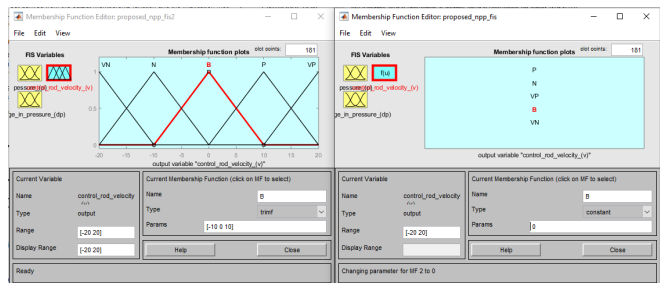 Membership Function Editor: proposed_npp_fis2
File Edit View
FIS Variables
Membership function plots plot points: 181
VN N B P VP
f(u)
1
0.5
0
-20 -15 -10 -5 0 5 10 15 20
ge_in_pressure_(dp)
output variable "control_rod_velocity_(v)"
Current Variable
Name control_rod_velocity
Type output
Range [-20 20]
Display Range [-20 20]
Current Membership Function (click on MF to select)
Name B
Type trimf
Params [-10 0 10]
Help Close
Ready
Membership Function Editor: proposed_npp_fis
File Edit View
FIS Variables
Membership function plots plot points: 181
P
N
VP
B
VN
ge_in_pressure_(dp)
output variable "control_rod_velocity_(v)"
Current Variable
Name control_rod_velocity
Type output
Range [-20 20]
Display Range
Current Membership Function (click on MF to select)
Name B
Type constant
Params 0
Help Close
Changing parameter for MF 2 to 0